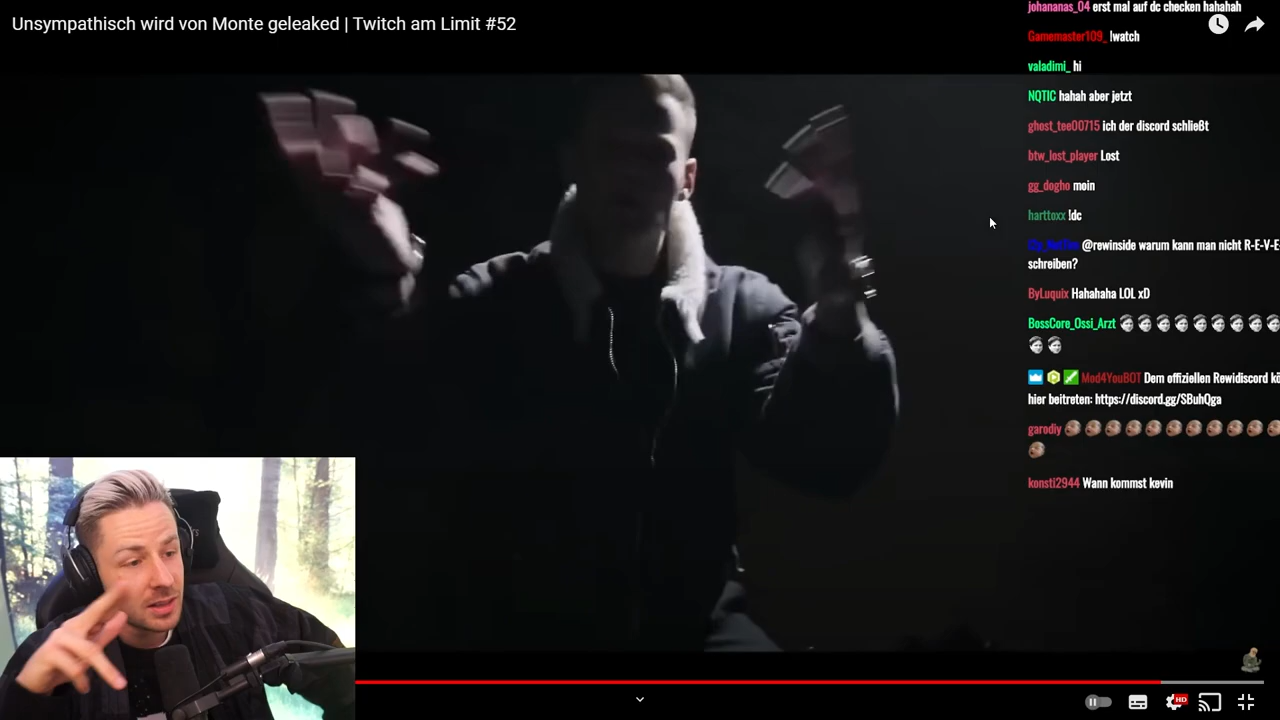 Unsympathisch wird von Monte geleaked | Twitch am Limit #52
johananas_04 erst mal auf dc checken hahahah
Gamemaster109_ !watch
valadimi_ hi
NQTIC hahah aber jetzt
ghost_tee00715 ich der discord schließt
btw_lost_player Lost
gg_dogho moin
harttoxx !dc
@rewinside warum kann man nicht R-E-V-E
schreiben?
ByLuquix Hahahaha LOL xD
BossCore_Ossi_Arzt
Mod4YouBOT Dem offiziellen Rewidiscord kö
hier beitreten: https://discord.gg/SBuhQga
garodiy
konsti2944 Wann kommst kevin
HD